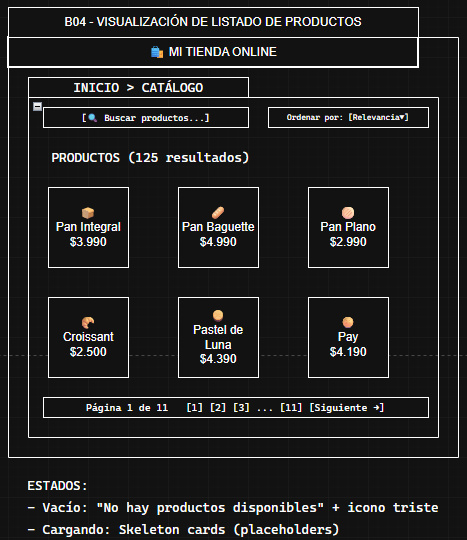 B04 - VISUALIZACIÓN DE LISTADO DE PRODUCTOS
🛍️ MI TIENDA ONLINE
INICIO > CATÁLOGO
[🔍 Buscar productos...]
Ordenar por: [Relevancia▼]
PRODUCTOS (125 resultados)
Pan Integral
$3.990
Pan Baguette
$4.990
Pan Plano
$2.990
Croissant
$2.500
Pastel de
Luna
$4.390
Pay
$4.190
Página 1 de 11 [1] [2] [3] ... [11] [Siguiente →]
ESTADOS:
– Vacío: "No hay productos disponibles" + icono triste
– Cargando: Skeleton cards (placeholders)